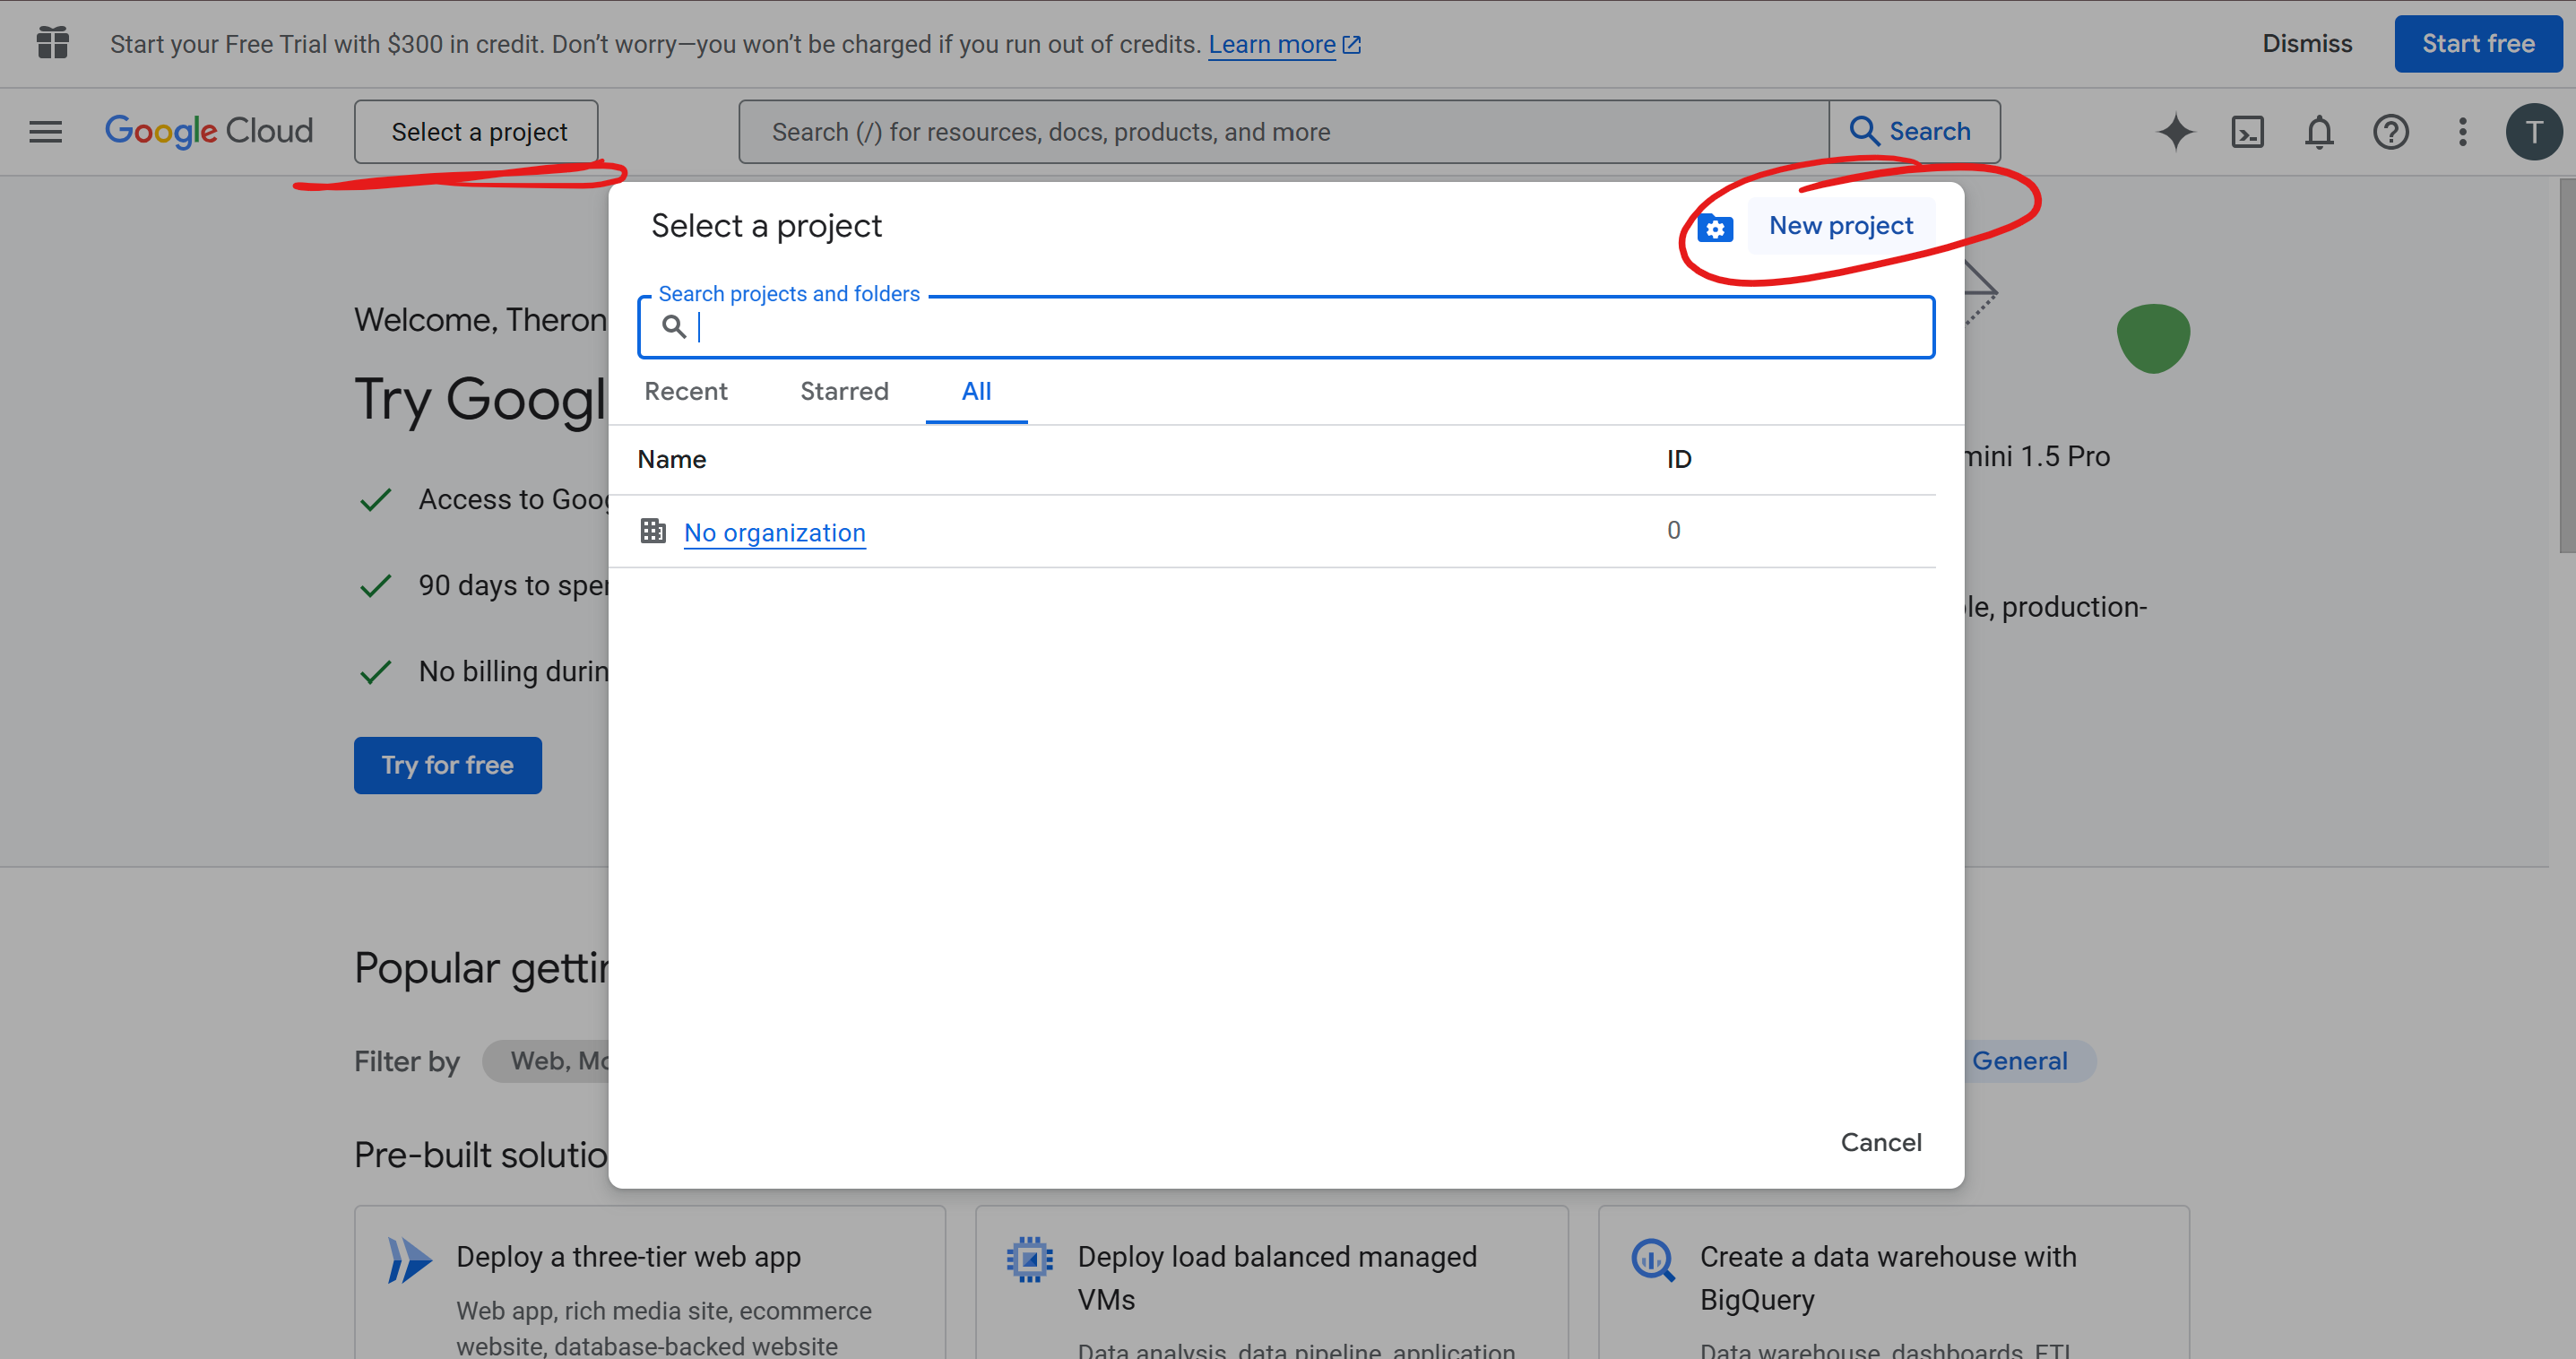 Start your Free Trial with $300 in credit. Don't worry—you won't be charged if you run out of credits. Learn more
Dismiss
Start free
Google Cloud
Select a project
Search (/) for resources, docs, products, and more
Search
T
Select a project
New project
Search projects and folders
Recent
Starred
All
Name
ID
No organization
0
Cancel
Welcome, Theron
Try Googl
Access to Goog
90 days to sper
No billing durin
Try for free
mini 1.5 Pro
le, production-
Popular gettin
Filter by
Web, Mo
General
Pre-built solutio
Deploy a three-tier web app
Web app, rich media site, ecommerce
website, database-backed website
Deploy load balanced managed
VMs
Data analysis, data pipeline, application
Create a data warehouse with
BigQuery
Data warehouse, dashboards, ETL